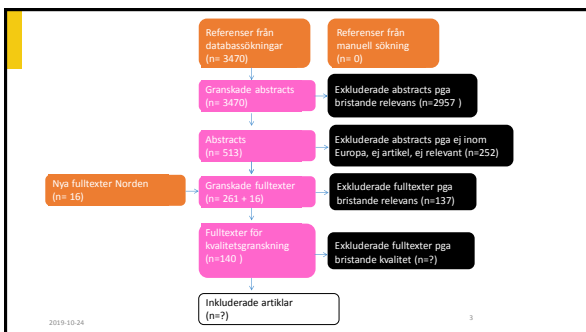 Referenser från
databassökningar
(n= 3470)
Referenser från
manuell sökning
(n= 0)
Granskade abstracts
(n= 3470)
Exkluderade abstracts pga
bristande relevans (n=2957 )
Abstracts
(n= 513)
Exkluderade abstracts pga ej inom
Europa, ej artikel, ej relevant (n=252)
Nya fulltexter Norden
(n= 16)
Granskade fulltexter
(n= 261 + 16)
Exkluderade fulltexter pga
bristande relevans (n=137)
Fulltexter för
kvalitetsgranskning
(n=140 )
Exkluderade fulltexter pga
bristande kvalitet (n=?)
Inkluderade artiklar
(n=?)
2019-10-24
3